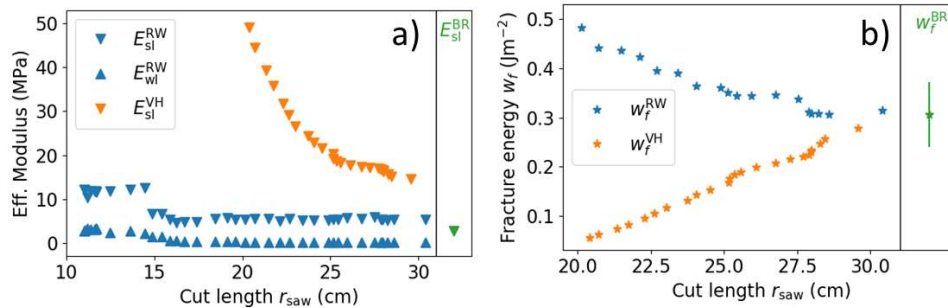 a)
Eff. Modulus (MPa)
50
40
30
20
10
0
E_sl^RW
E_wl^RW
E_sl^VH
E_sl^BR
10 15 20 25 30
Cut length r_saw (cm)
b)
Fracture energy w_f (Jm⁻²)
0.5
0.4
0.3
0.2
0.1
w_f^RW
w_f^VH
w_f^BR
20.0 22.5 25.0 27.5 30.0
Cut length r_saw (cm)